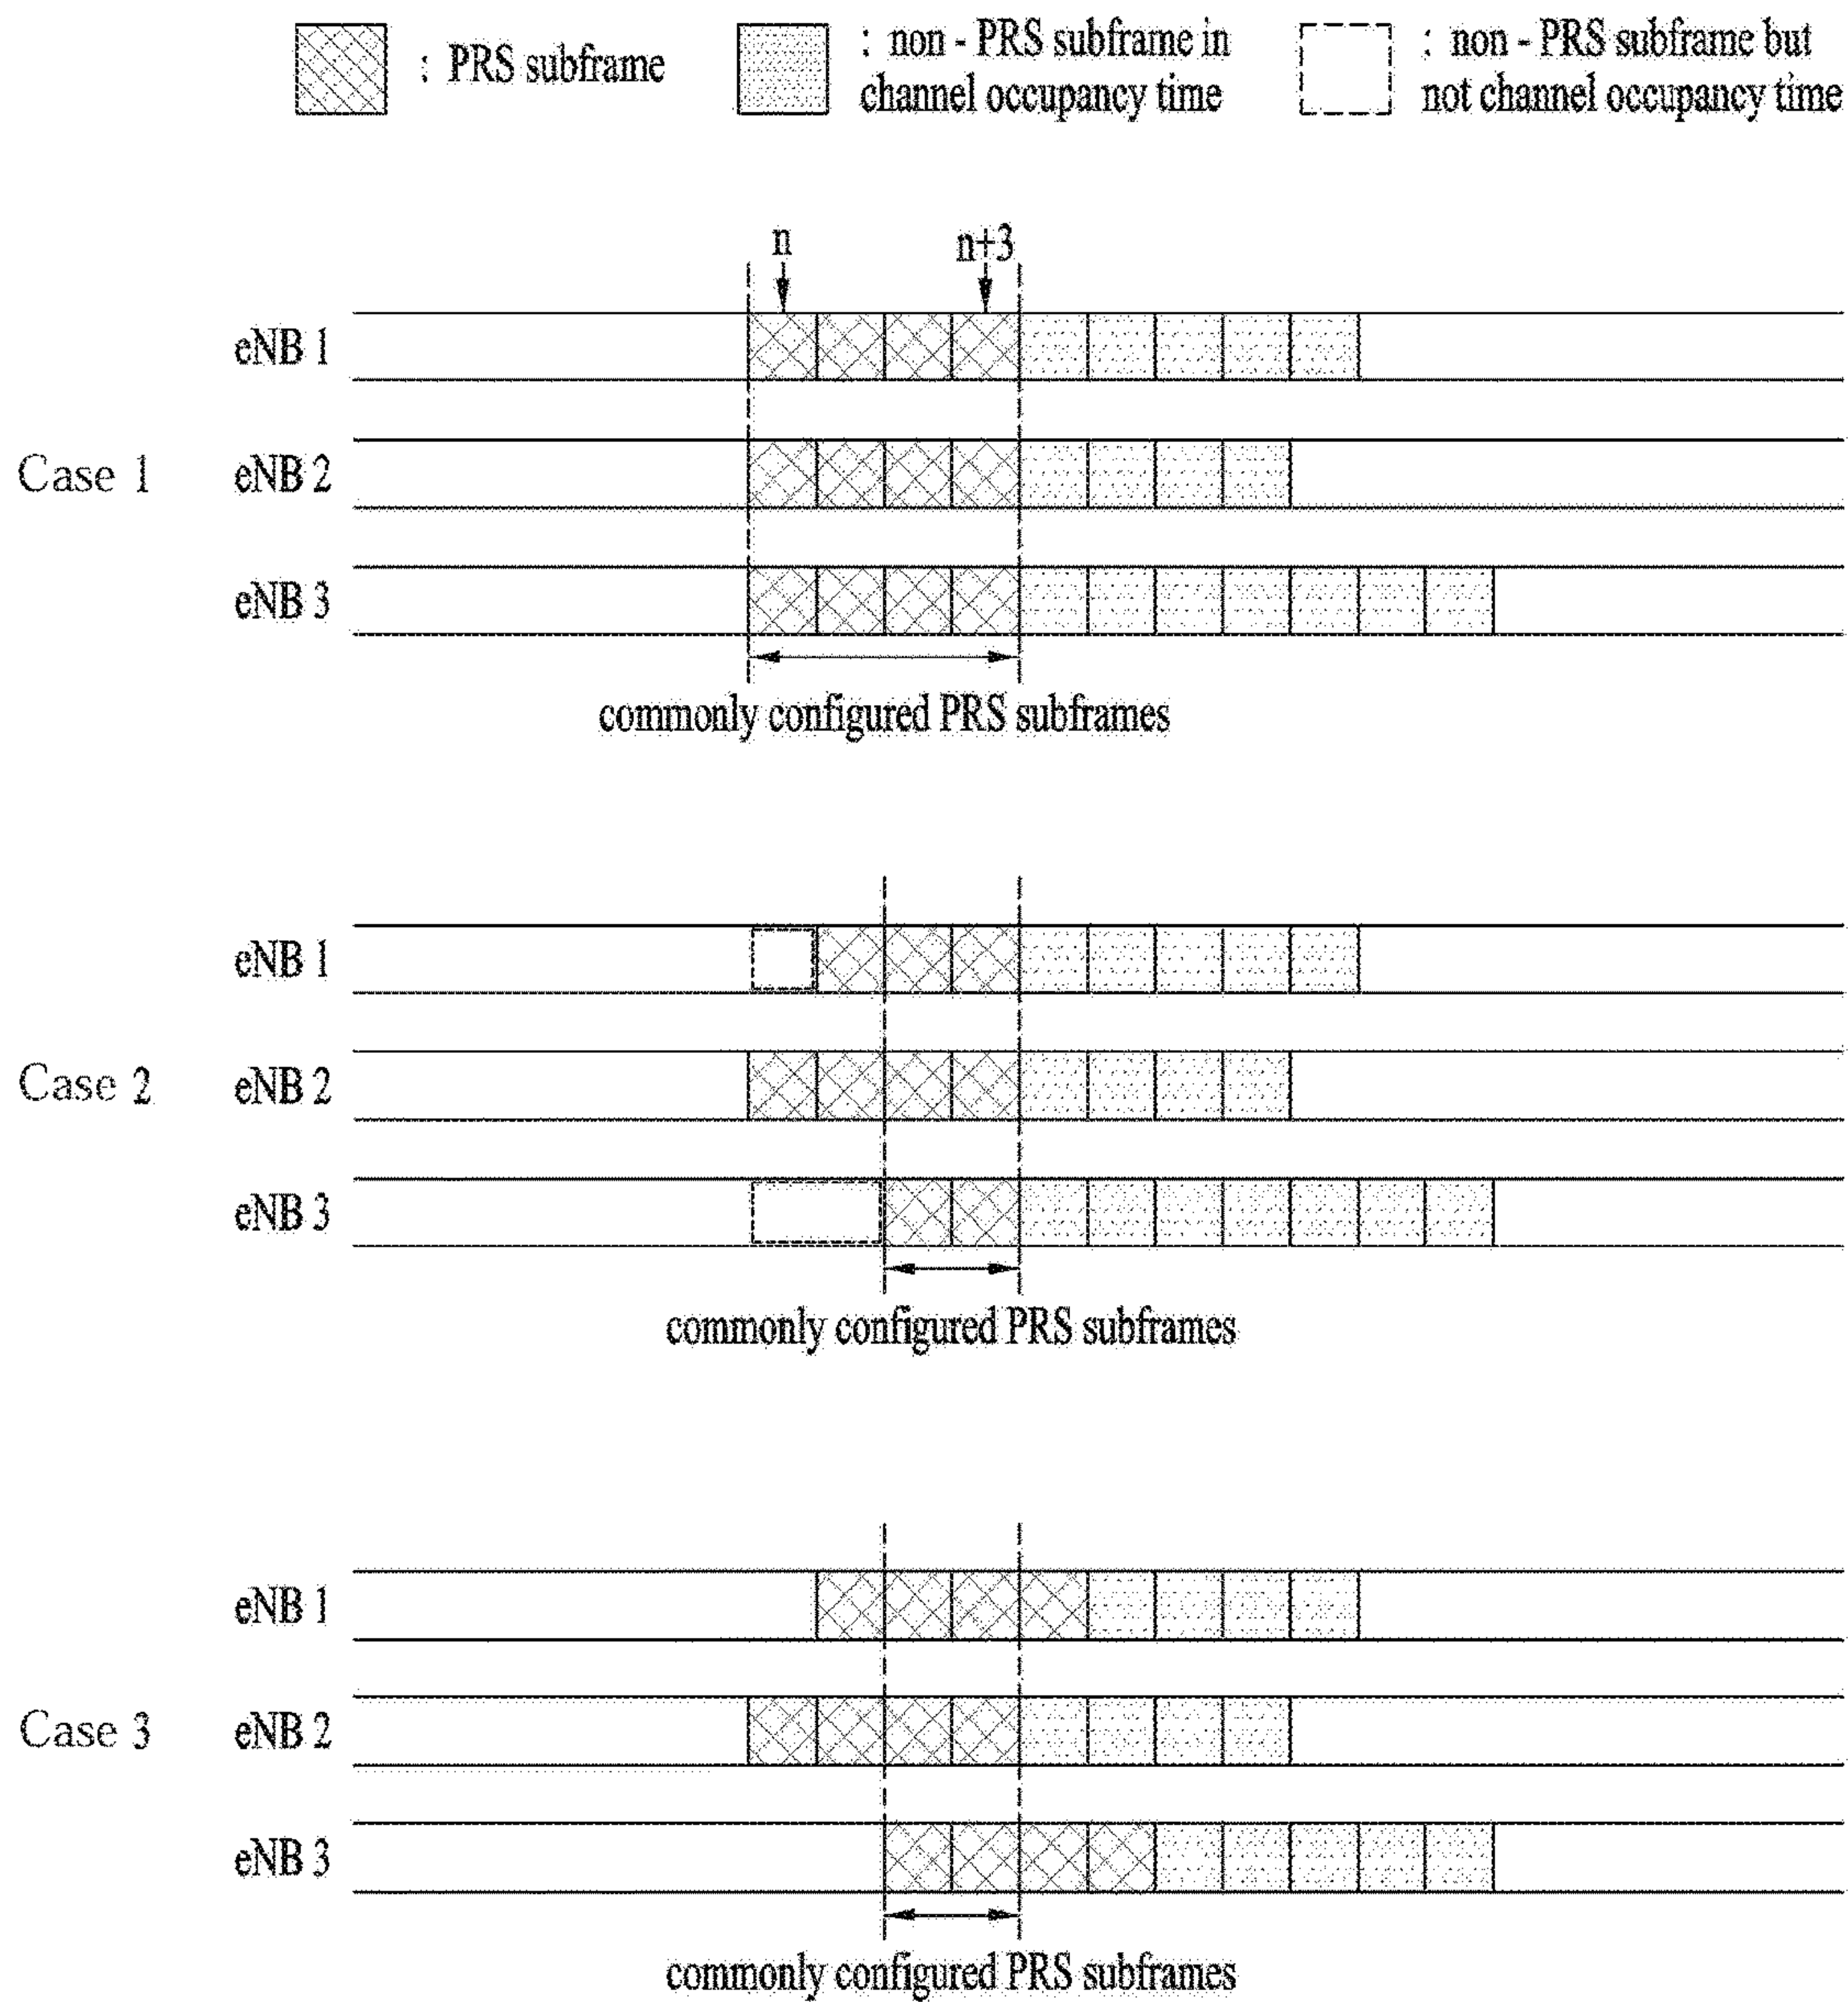 : PRS subframe
: non - PRS subframe in
channel occupancy time
: non - PRS subframe but
not channel occupancy time
n
n+3
eNB 1
Case 1 eNB 2
eNB 3
commonly configured PRS subframes
eNB 1
Case 2 eNB 2
eNB 3
commonly configured PRS subframes
eNB 1
Case 3 eNB 2
eNB 3
commonly configured PRS subframes